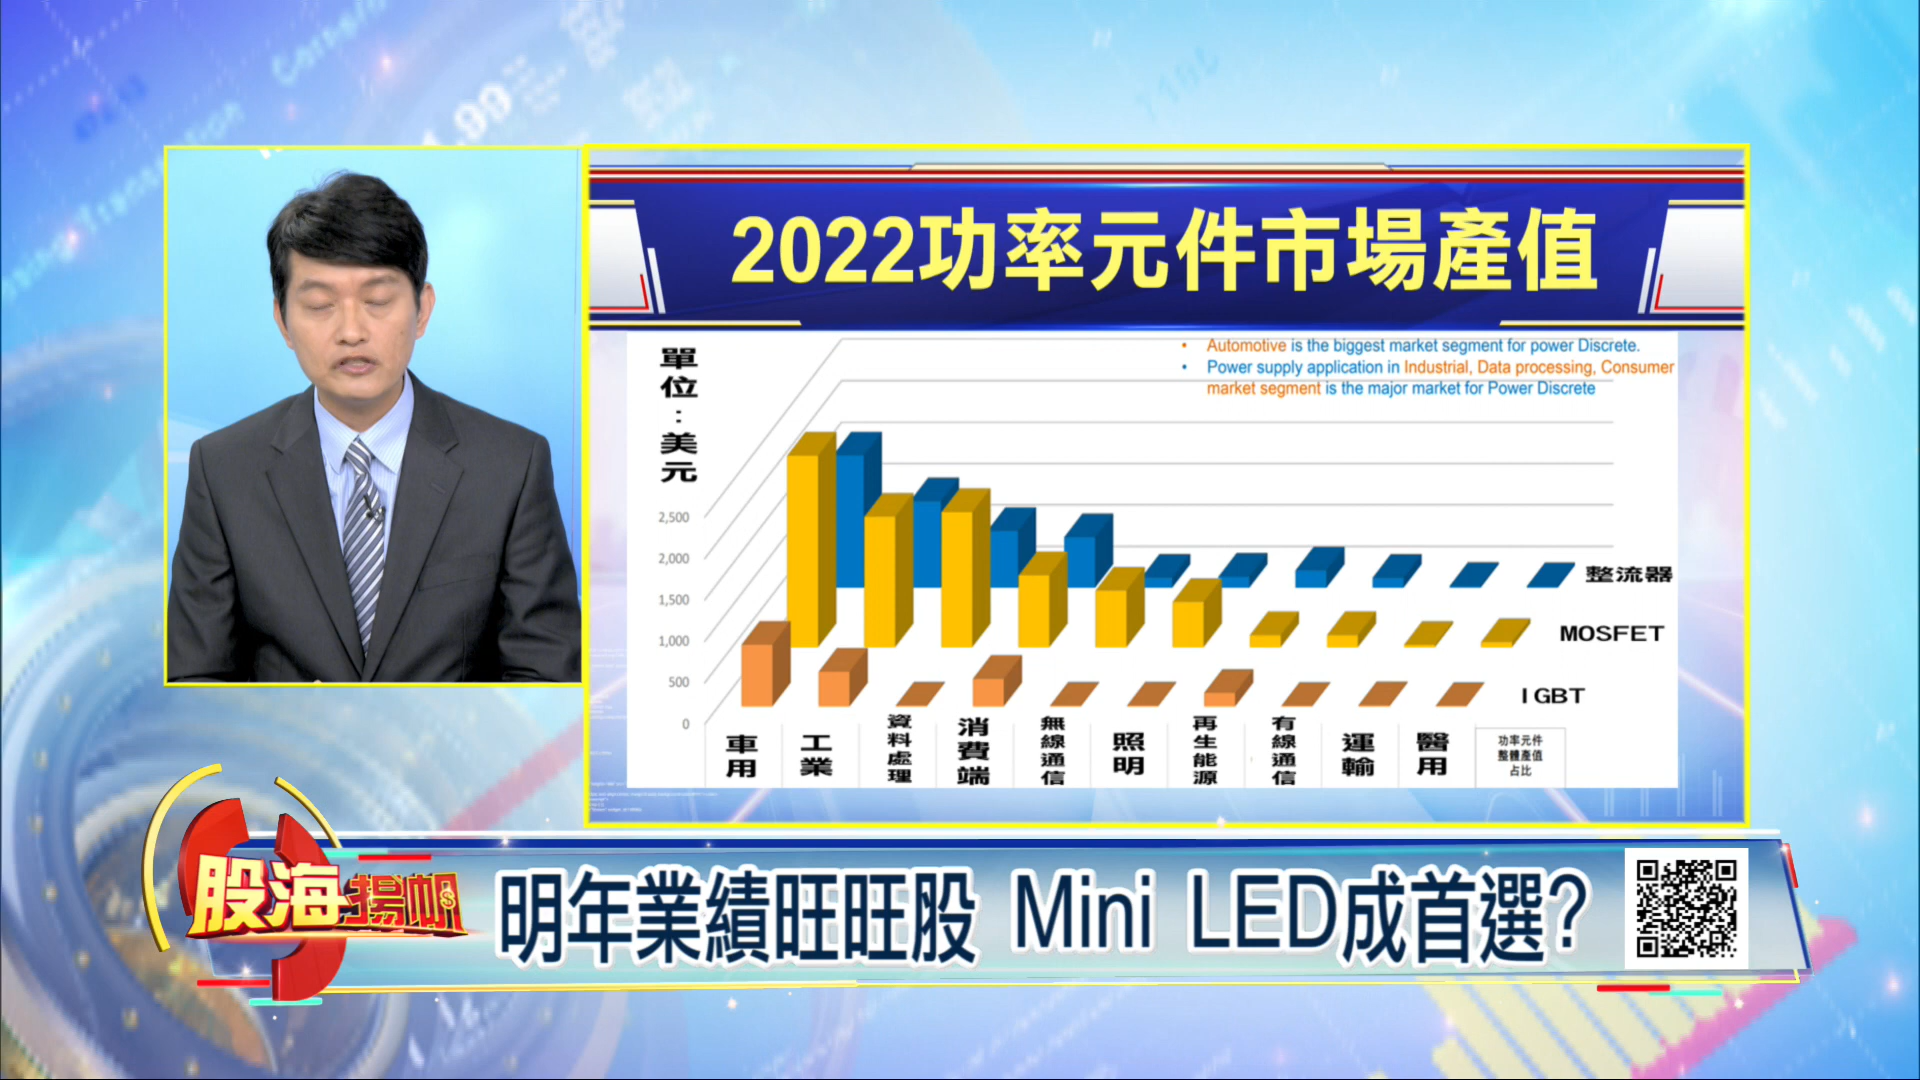 2022功率元件市場產值
單位：美元
• Automotive is the biggest market segment for power Discrete.
• Power supply application in Industrial, Data processing, Consumer
market segment is the major market for Power Discrete
2,500
2,000
1,500
1,000
500
0
整流器
MOSFET
IGBT
車用
工業
資料處理
消費端
無線通信
照明
再生能源
有線通信
運輸
醫用
功率元件
整體產值
占比
股海揚帆
明年業績旺旺股 Mini LED成首選?